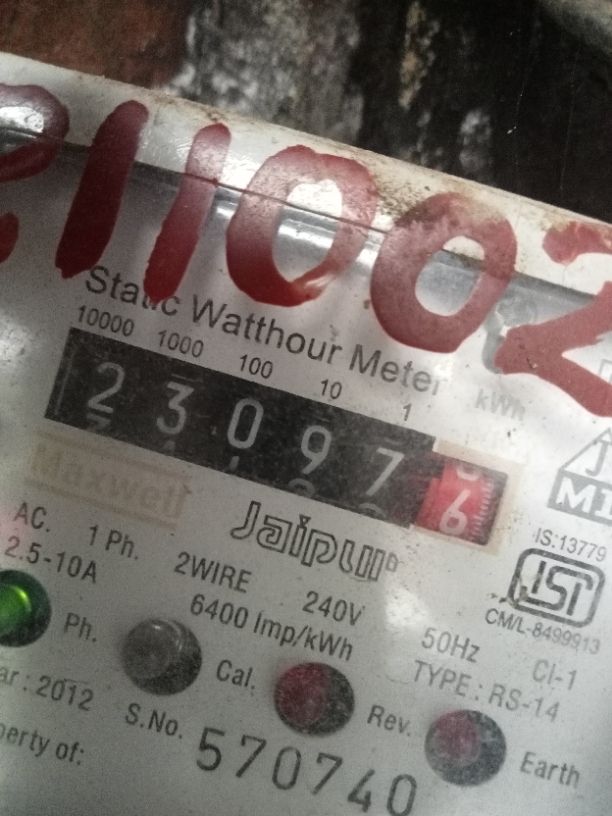 211002
Static Watthour Meter
10000 1000 100 10 1 kWh
2 3 0 9 7 6
Maxwell
Jaipur
IS:13779
ISI
CM/L-8499913
AC. 1 Ph. 2WIRE 240V 50Hz Cl-1
2.5-10A 6400 Imp/kWh TYPE : RS-14
Ph. Cal. Rev. Earth
ar : 2012 S.No. 570740
perty of: